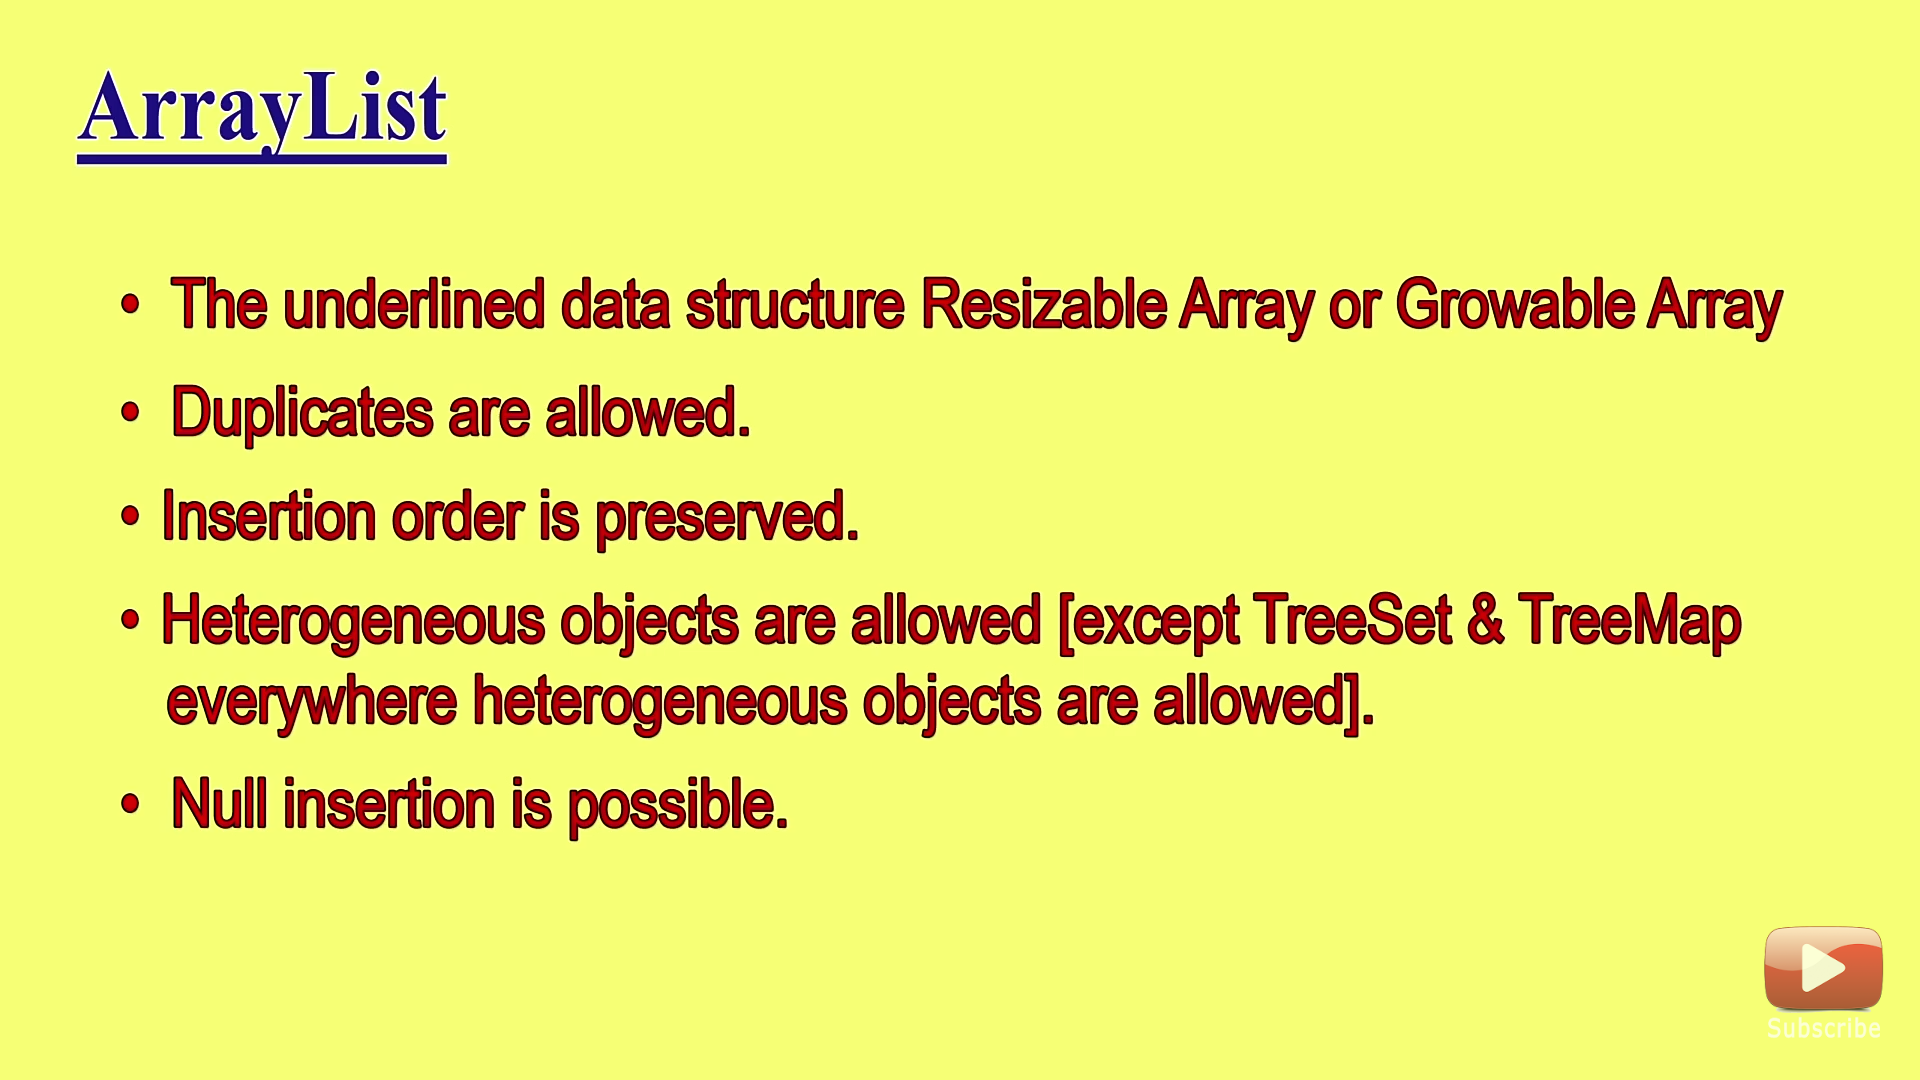 ArrayList
• The underlined data structure Resizable Array or Growable Array
• Duplicates are allowed.
• Insertion order is preserved.
• Heterogeneous objects are allowed [except TreeSet & TreeMap
everywhere heterogeneous objects are allowed].
• Null insertion is possible.
Subscribe